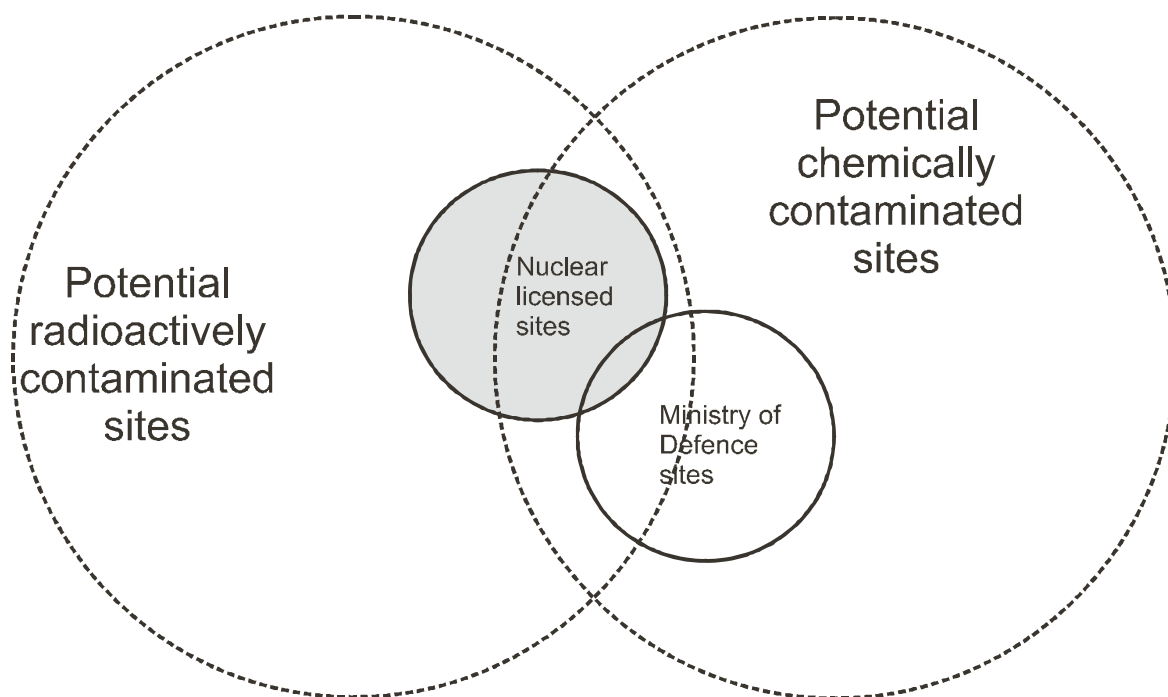 Potential
radioactively
contaminated
sites
Nuclear
licensed
sites
Ministry of
Defence
sites
Potential
chemically
contaminated
sites